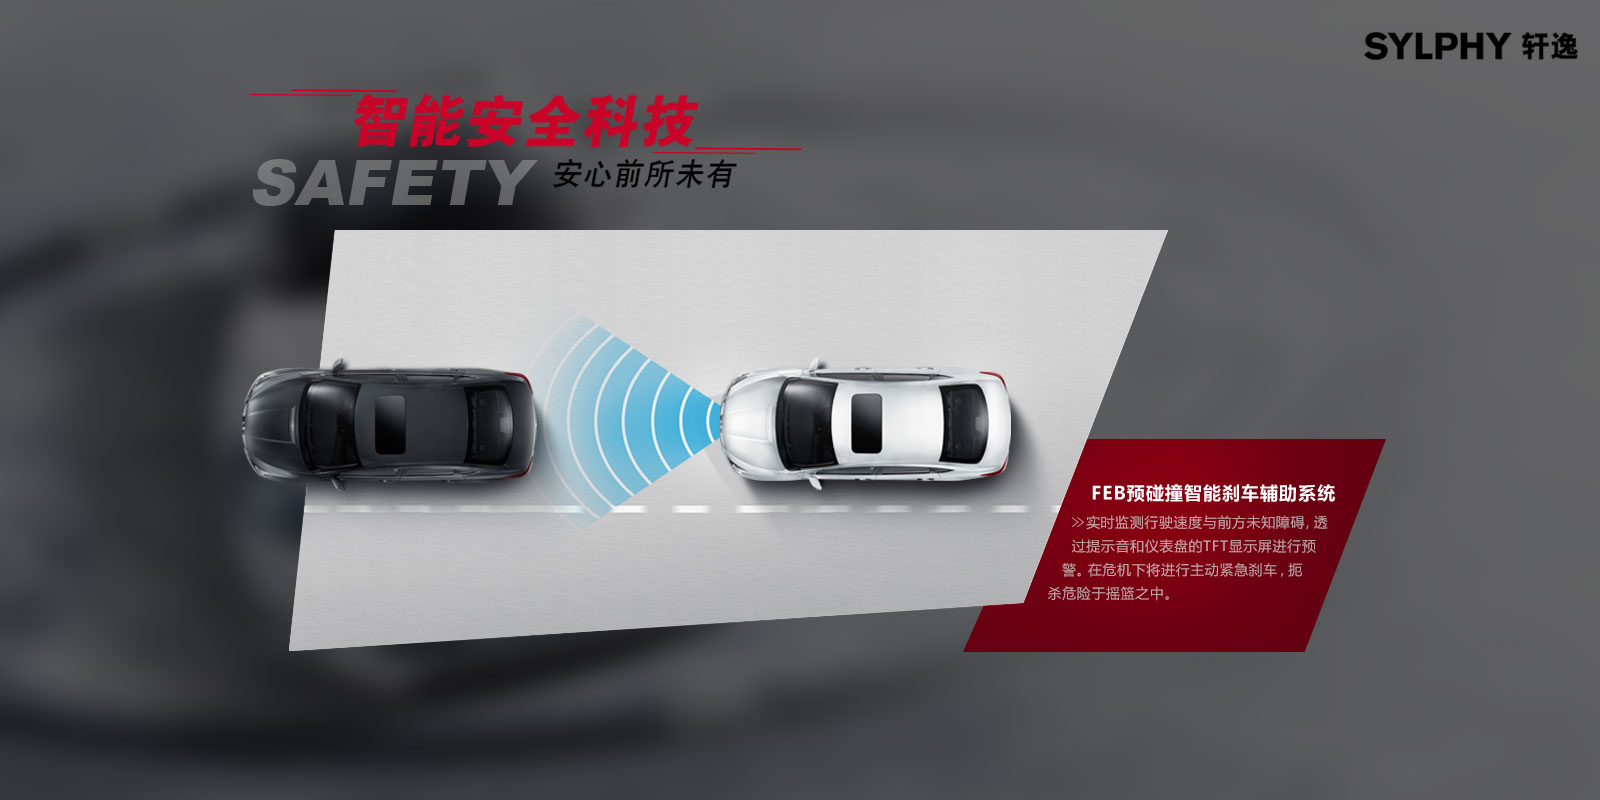 SYLPHY 轩逸
智能安全科技
SAFETY 安心前所未有
FEB预碰撞智能刹车辅助系统
≫实时监测行驶速度与前方未知障碍, 透
过提示音和仪表盘的TFT显示屏进行预
警。在危机下将进行主动紧急刹车, 扼
杀危险于摇篮之中。